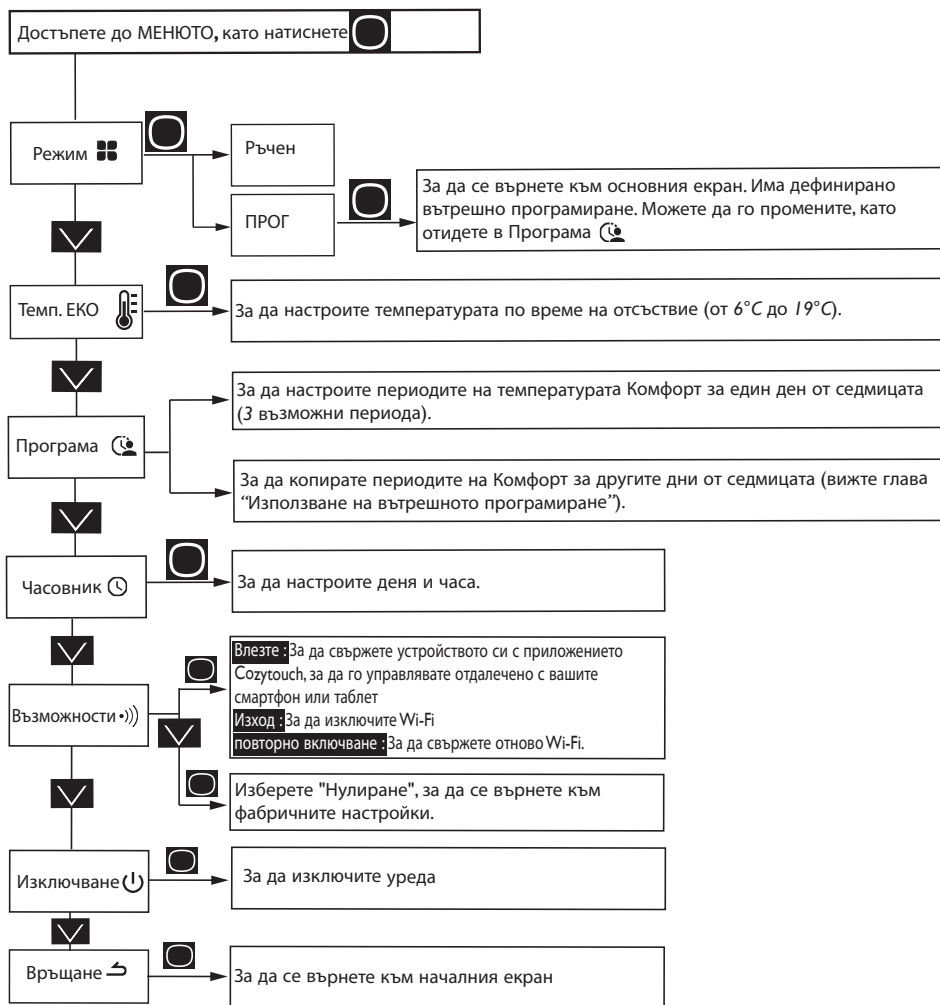 Достъпете до МЕНЮТО, като натиснете
Режим
Ръчен
ПРОГ
За да се върнете към основния екран. Има дефинирано
вътрешно програмиране. Можете да го промените, като
отидете в Програма
Темп. ЕКО
За да настроите температурата по време на отсъствие (от 6°C до 19°C).
Програма
За да настроите периодите на температурата Комфорт за един ден от седмицата
(3 възможни периода).
За да копирате периодите на Комфорт за другите дни от седмицата (вижте глава
“Използване на вътрешното програмиране”).
Часовник
За да настроите деня и часа.
Възможности
Влезте : За да свържете устройството си с приложението
Cozytouch, за да го управлявате отдалечено с вашите
смартфон или таблет
Изход : За да изключите Wi-Fi
повторно включване : За да свържете отново Wi-Fi.
Изберете "Нулиране", за да се върнете към
фабричните настройки.
Изключване
За да изключите уреда
Връщане
За да се върнете към началния екран